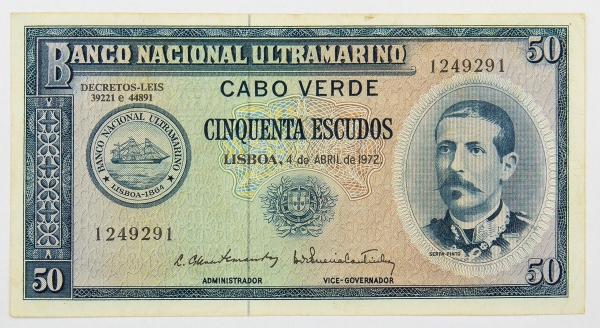 BANCO NACIONAL ULTRAMARINO
50
1249291
DECRETOS-LEIS
39221 e 44891
CABO VERDE
CINQUENTA ESCUDOS
LISBOA, 4 de ABRIL de 1972
BANCO NACIONAL ULTRAMARINO
LISBOA-1864
1249291
SERPA PINTO
50
ADMINISTRADOR
VICE-GOVERNADOR
50